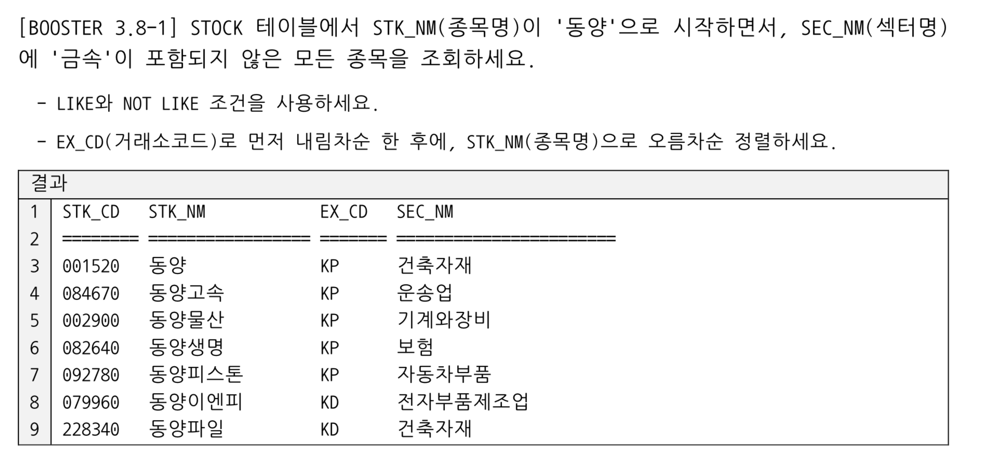 [BOOSTER 3.8-1] STOCK 테이블에서 STK_NM(종목명)이 '동양'으로 시작하면서, SEC_NM(섹터명)
에 '금속'이 포함되지 않은 모든 종목을 조회하세요.
- LIKE와 NOT LIKE 조건을 사용하세요.
- EX_CD(거래소코드)로 먼저 내림차순 한 후에, STK_NM(종목명)으로 오름차순 정렬하세요.
결과
1 STK_CD STK_NM EX_CD SEC_NM
2 ======== ================= ======= =======================
3 001520 동양 KP 건축자재
4 084670 동양고속 KP 운송업
5 002900 동양물산 KP 기계와장비
6 082640 동양생명 KP 보험
7 092780 동양피스톤 KP 자동차부품
8 079960 동양이엔피 KD 전자부품제조업
9 228340 동양파일 KD 건축자재